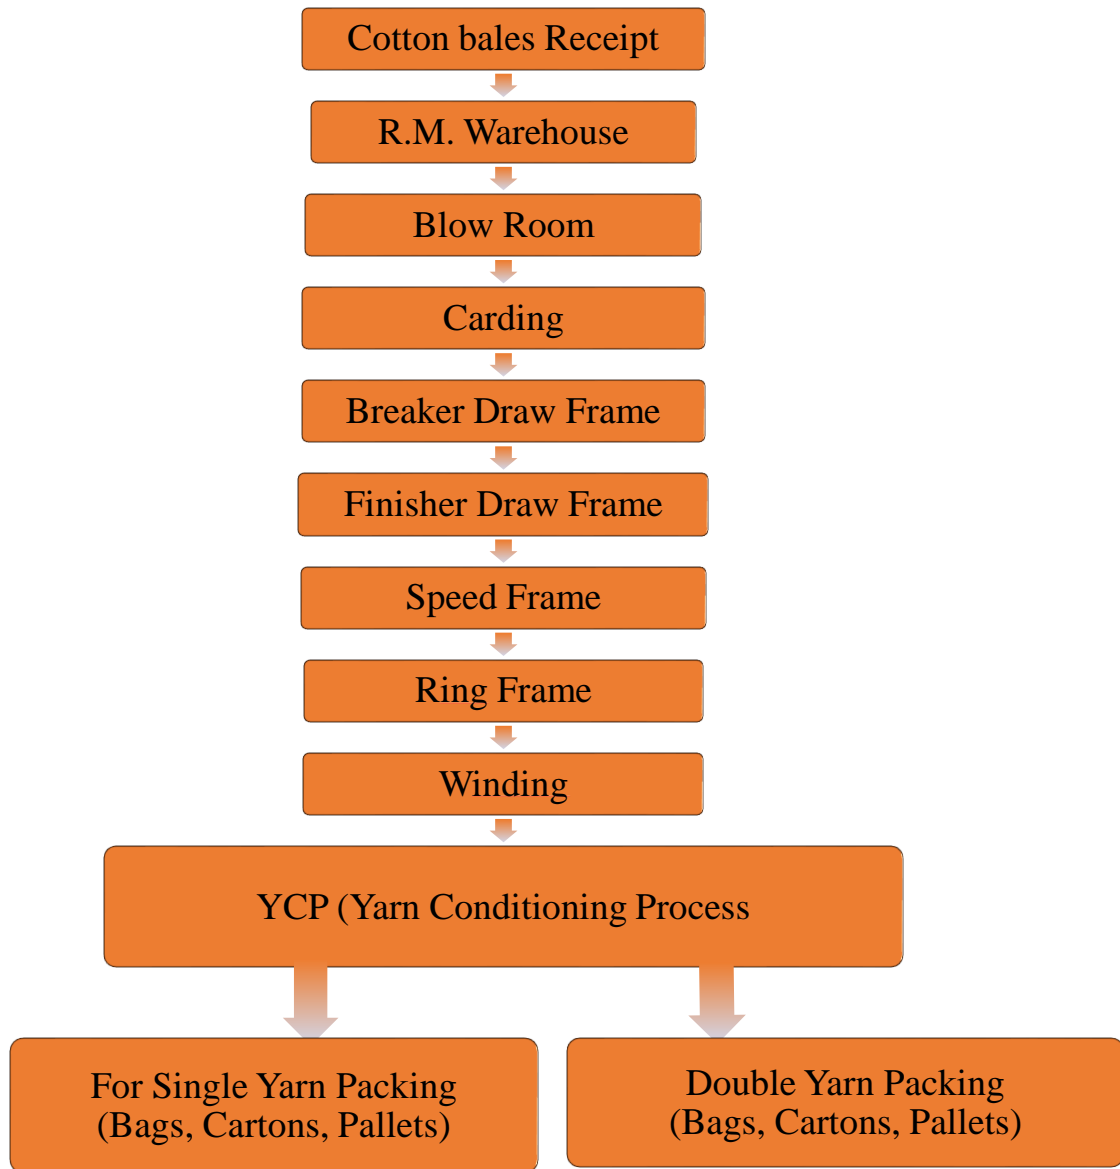 Cotton bales Receipt
R.M. Warehouse
Blow Room
Carding
Breaker Draw Frame
Finisher Draw Frame
Speed Frame
Ring Frame
Winding
YCP (Yarn Conditioning Process
For Single Yarn Packing
(Bags, Cartons, Pallets)
Double Yarn Packing
(Bags, Cartons, Pallets)